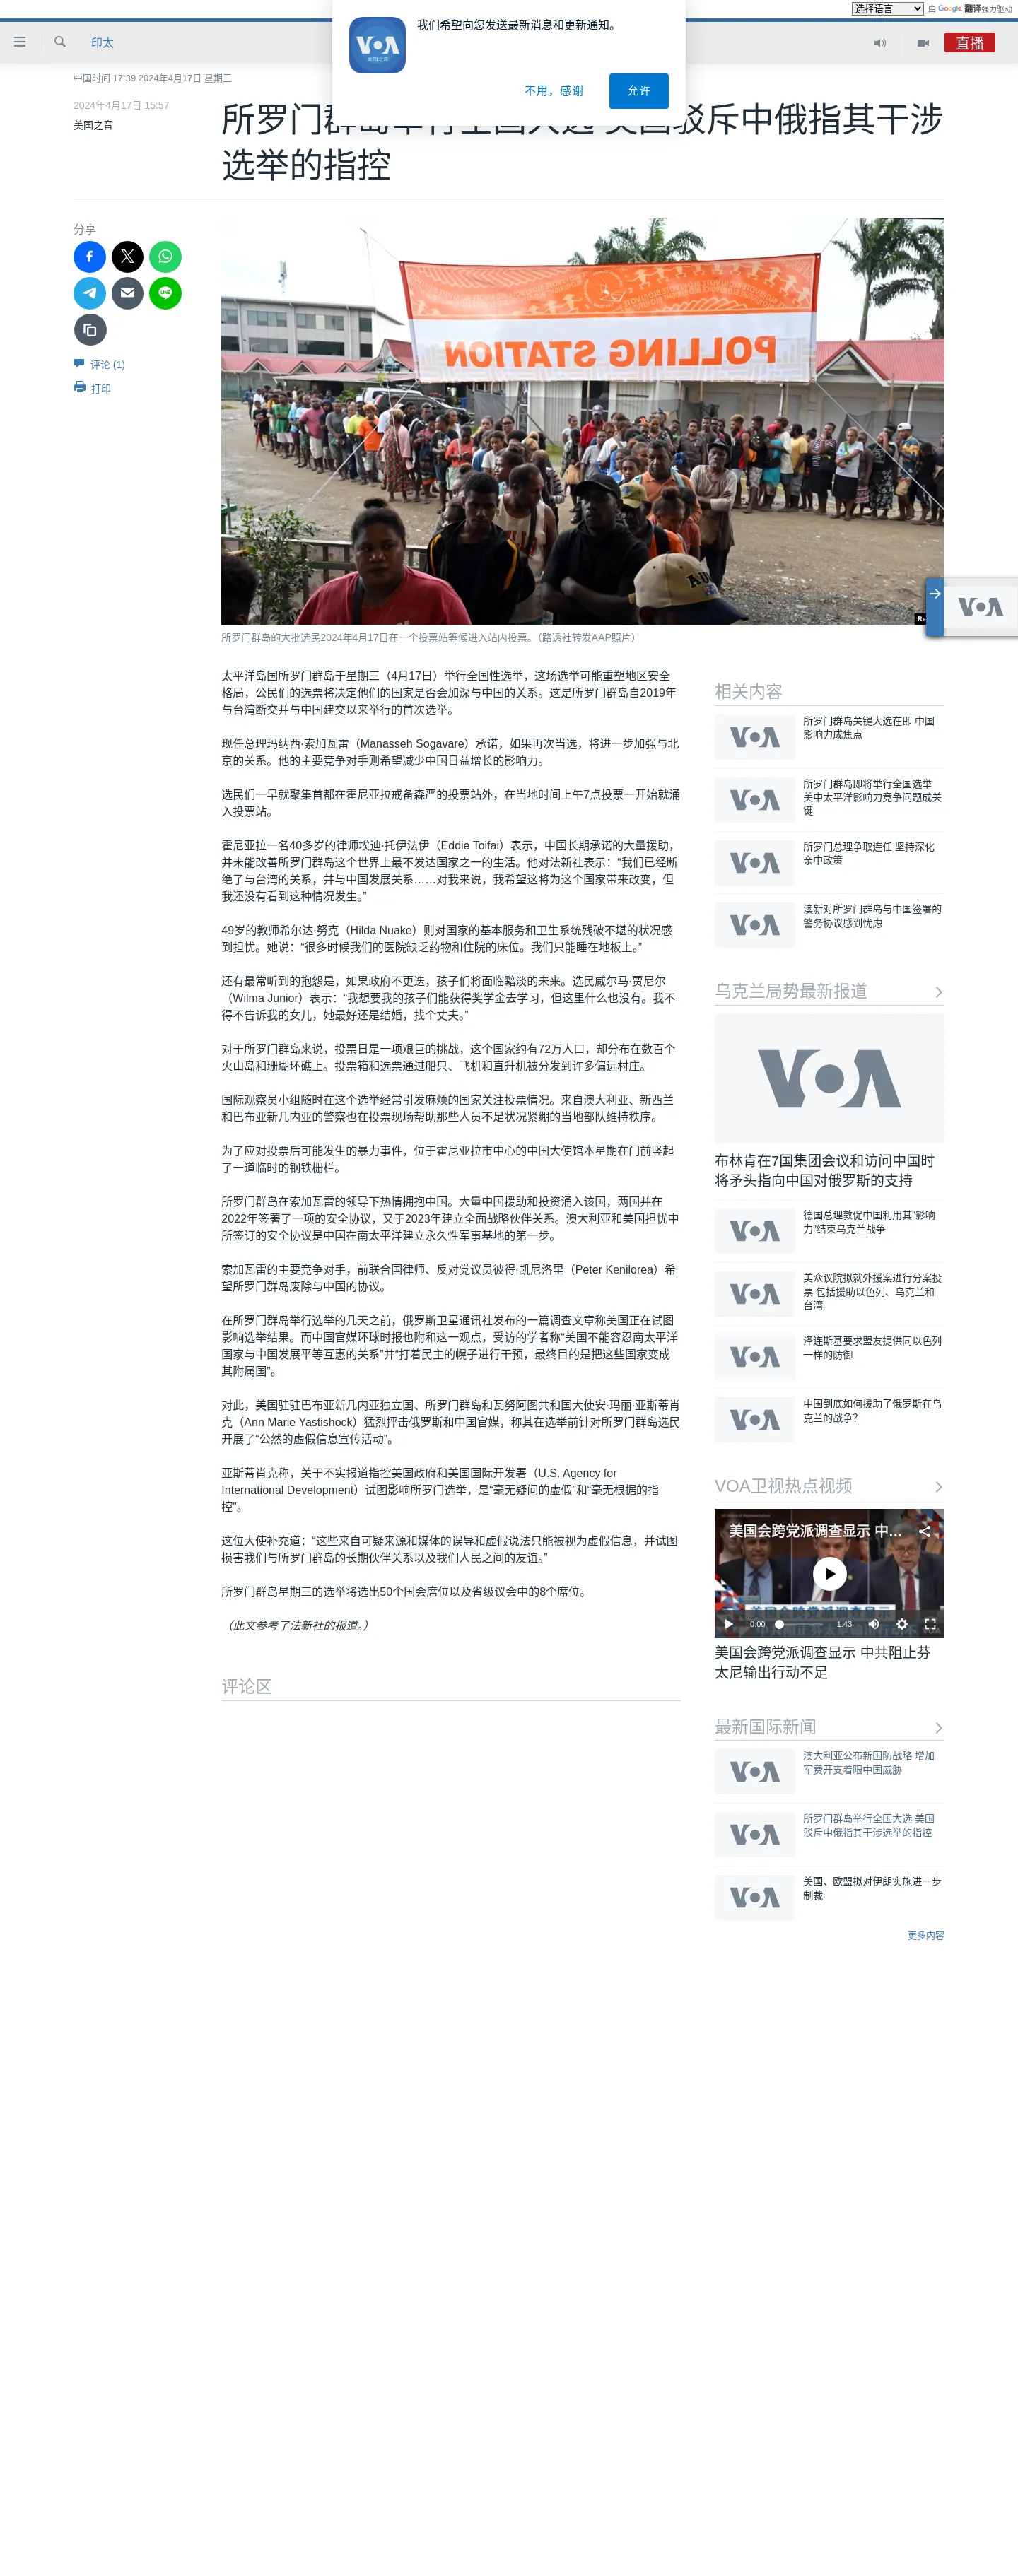 选择语言 由 Google 翻译强力驱动
我们希望向您发送最新消息和更新通知。
不用，感谢 允许
VOA
美国之音
印太
直播
中国时间 17:39 2024年4月17日 星期三
2024年4月17日 15:57
美国之音
所罗门群岛举行全国大选 美国驳斥中俄指其干涉
选举的指控
分享
评论 (1)
打印
POLLING STATION
AU
所罗门群岛的大批选民2024年4月17日在一个投票站等候进入站内投票。（路透社转发AAP照片）
VOA
太平洋岛国所罗门群岛于星期三（4月17日）举行全国性选举，这场选举可能重塑地区安全
格局，公民们的选票将决定他们的国家是否会加深与中国的关系。这是所罗门群岛自2019年
与台湾断交并与中国建交以来举行的首次选举。
现任总理玛纳西·索加瓦雷（Manasseh Sogavare）承诺，如果再次当选，将进一步加强与北
京的关系。他的主要竞争对手则希望减少中国日益增长的影响力。
选民们一早就聚集首都在霍尼亚拉戒备森严的投票站外，在当地时间上午7点投票一开始就涌
入投票站。
霍尼亚拉一名40多岁的律师埃迪·托伊法伊（Eddie Toifai）表示，中国长期承诺的大量援助，
并未能改善所罗门群岛这个世界上最不发达国家之一的生活。他对法新社表示：“我们已经断
绝了与台湾的关系，并与中国发展关系……对我来说，我希望这将为这个国家带来改变，但
我还没有看到这种情况发生。”
49岁的教师希尔达·努克（Hilda Nuake）则对国家的基本服务和卫生系统残破不堪的状况感
到担忧。她说：“很多时候我们的医院缺乏药物和住院的床位。我们只能睡在地板上。”
还有最常听到的抱怨是，如果政府不更迭，孩子们将面临黯淡的未来。选民威尔马·贾尼尔
（Wilma Junior）表示：“我想要我的孩子们能获得奖学金去学习，但这里什么也没有。我不
得不告诉我的女儿，她最好还是结婚，找个丈夫。”
对于所罗门群岛来说，投票日是一项艰巨的挑战，这个国家约有72万人口，却分布在数百个
火山岛和珊瑚环礁上。投票箱和选票通过船只、飞机和直升机被分发到许多偏远村庄。
国际观察员小组随时在这个选举经常引发麻烦的国家关注投票情况。来自澳大利亚、新西兰
和巴布亚新几内亚的警察也在投票现场帮助那些人员不足状况紧绷的当地部队维持秩序。
为了应对投票后可能发生的暴力事件，位于霍尼亚拉市中心的中国大使馆本星期在门前竖起
了一道临时的钢铁栅栏。
所罗门群岛在索加瓦雷的领导下热情拥抱中国。大量中国援助和投资涌入该国，两国并在
2022年签署了一项的安全协议，又于2023年建立全面战略伙伴关系。澳大利亚和美国担忧中
所签订的安全协议是中国在南太平洋建立永久性军事基地的第一步。
索加瓦雷的主要竞争对手，前联合国律师、反对党议员彼得·凯尼洛里（Peter Kenilorea）希
望所罗门群岛废除与中国的协议。
在所罗门群岛举行选举的几天之前，俄罗斯卫星通讯社发布的一篇调查文章称美国正在试图
影响选举结果。而中国官媒环球时报也附和这一观点，受访的学者称“美国不能容忍南太平洋
国家与中国发展平等互惠的关系”并“打着民主的幌子进行干预，最终目的是把这些国家变成
其附属国”。
对此，美国驻驻巴布亚新几内亚独立国、所罗门群岛和瓦努阿图共和国大使安·玛丽·亚斯蒂肖
克（Ann Marie Yastishock）猛烈抨击俄罗斯和中国官媒，称其在选举前针对所罗门群岛选民
开展了“公然的虚假信息宣传活动”。
亚斯蒂肖克称，关于不实报道指控美国政府和美国国际开发署（U.S. Agency for
International Development）试图影响所罗门选举，是“毫无疑问的虚假”和“毫无根据的指
控”。
这位大使补充道：“这些来自可疑来源和媒体的误导和虚假说法只能被视为虚假信息，并试图
损害我们与所罗门群岛的长期伙伴关系以及我们人民之间的友谊。”
所罗门群岛星期三的选举将选出50个国会席位以及省级议会中的8个席位。
（此文参考了法新社的报道。）
评论区
相关内容
VOA
所罗门群岛关键大选在即 中国
影响力成焦点
VOA
所罗门群岛即将举行全国选举
美中太平洋影响力竞争问题成关
键
VOA
所罗门总理争取连任 坚持深化
亲中政策
VOA
澳新对所罗门群岛与中国签署的
警务协议感到忧虑
乌克兰局势最新报道
VOA
布林肯在7国集团会议和访问中国时
将矛头指向中国对俄罗斯的支持
VOA
德国总理敦促中国利用其“影响
力”结束乌克兰战争
VOA
美众议院拟就外援案进行分案投
票 包括援助以色列、乌克兰和
台湾
VOA
泽连斯基要求盟友提供同以色列
一样的防御
VOA
中国到底如何援助了俄罗斯在乌
克兰的战争？
VOA卫视热点视频
美国会跨党派调查显示 中...
美国会跨党派调查显示
0:00 1:43
美国会跨党派调查显示 中共阻止芬
太尼输出行动不足
最新国际新闻
VOA
澳大利亚公布新国防战略 增加
军费开支着眼中国威胁
VOA
所罗门群岛举行全国大选 美国
驳斥中俄指其干涉选举的指控
VOA
美国、欧盟拟对伊朗实施进一步
制裁
更多内容